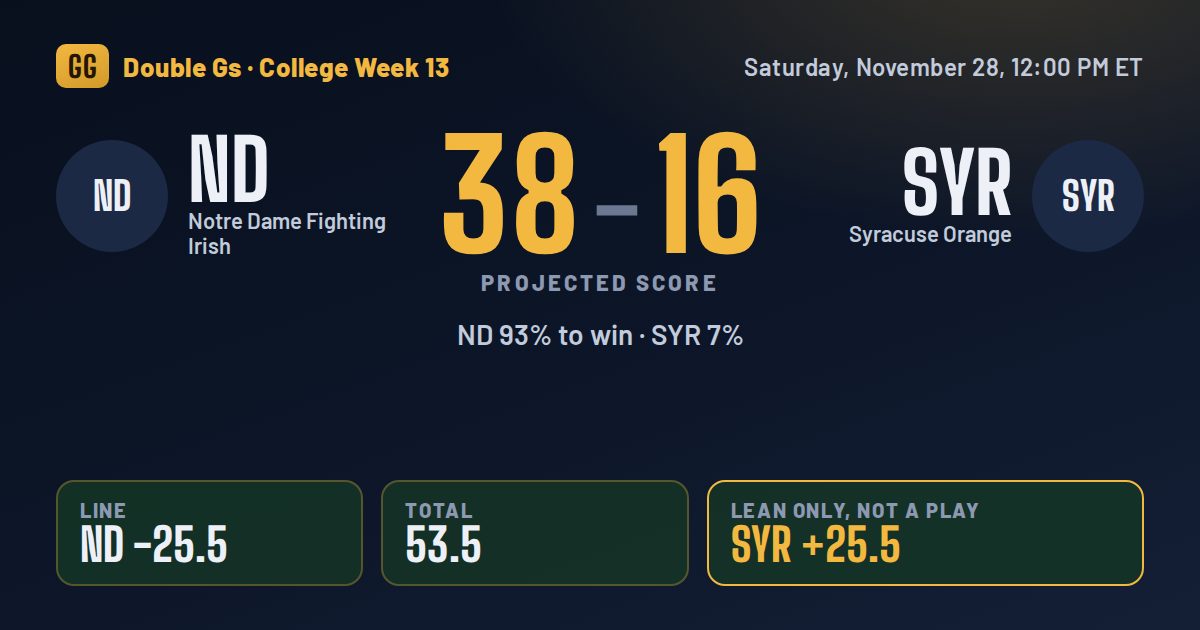 GG
Double Gs · College Week 13
Saturday, November 28, 12:00 PM ET
ND
ND
Notre Dame Fighting
Irish
38 – 16
PROJECTED SCORE
ND 93% to win · SYR 7%
SYR
Syracuse Orange
SYR
LINE
ND −25.5
TOTAL
53.5
LEAN ONLY, NOT A PLAY
SYR +25.5